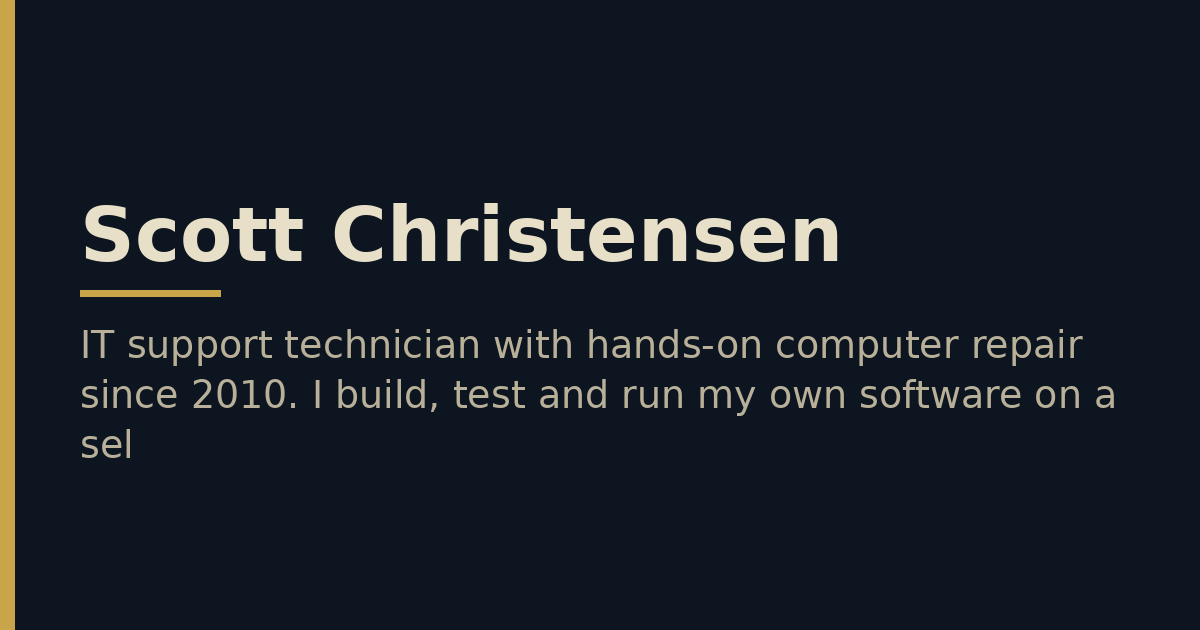 Scott Christensen
IT support technician with hands-on computer repair
since 2010. I build, test and run my own software on a
sel